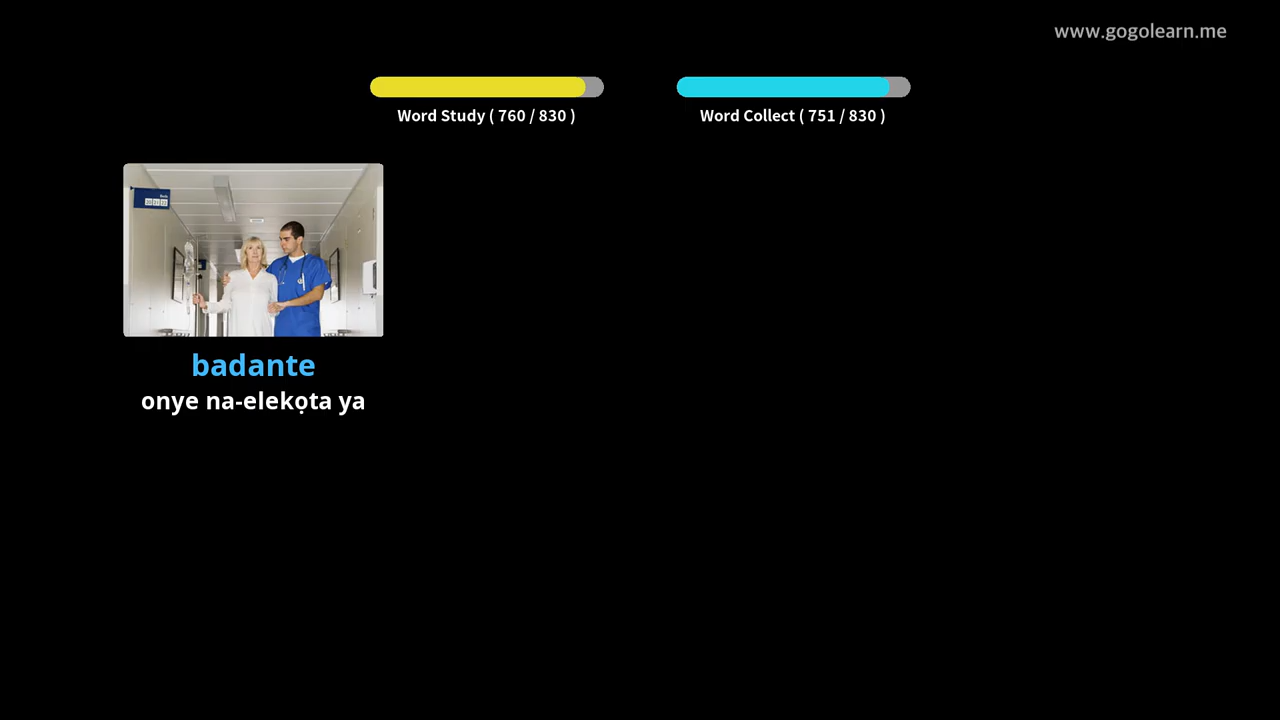 www.gogolearn.me
Word Study ( 760 / 830 )
Word Collect ( 751 / 830 )
badante
onye na-elekọta ya